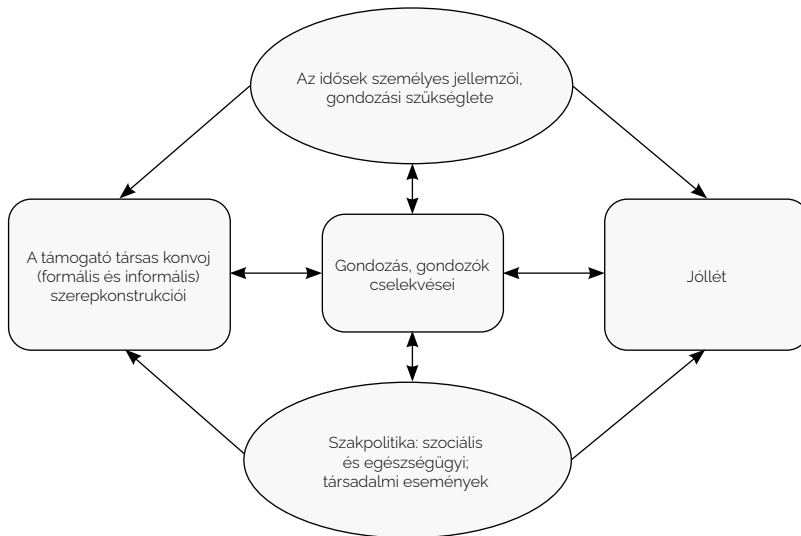 Az idősek személyes jellemzői,
gondozási szükséglete
A támogató társas konvoj
(formális és informális)
szerepkonstrukciói
Gondozás, gondozók
cselekvései
Jóllét
Szakpolitika: szociális
és egészségügyi;
társadalmi események